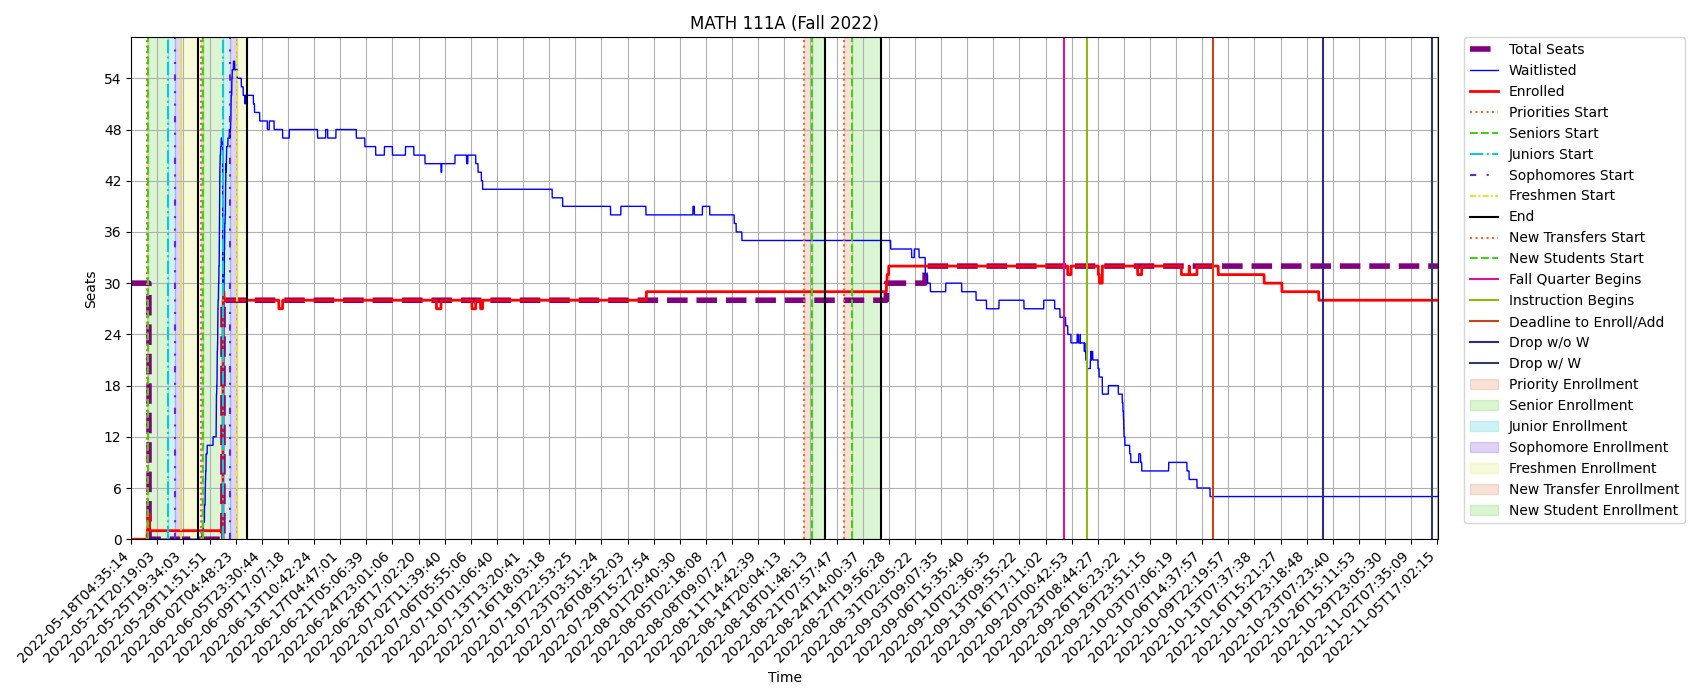 MATH 111A (Fall 2022)
Seats
54
48
42
36
30
24
18
12
6
0
2022-05-18T04:35:14
2022-05-21T20:19:03
2022-05-25T19:34:03
2022-05-29T11:51:51
2022-06-02T04:48:23
2022-06-05T23:30:44
2022-06-09T17:07:18
2022-06-13T10:42:24
2022-06-17T04:47:01
2022-06-21T05:06:39
2022-06-24T23:01:06
2022-06-28T17:02:20
2022-07-02T11:39:40
2022-07-06T05:55:06
2022-07-10T01:06:40
2022-07-13T13:20:41
2022-07-16T18:03:18
2022-07-19T22:53:25
2022-07-23T03:51:24
2022-07-26T08:52:03
2022-07-29T15:27:54
2022-08-01T20:40:30
2022-08-05T02:18:08
2022-08-08T09:07:27
2022-08-11T14:42:39
2022-08-14T20:04:13
2022-08-18T01:48:13
2022-08-21T07:57:47
2022-08-24T14:00:37
2022-08-27T19:56:28
2022-08-31T02:05:22
2022-09-03T09:07:35
2022-09-06T15:35:40
2022-09-10T02:36:35
2022-09-13T09:55:22
2022-09-16T17:11:02
2022-09-20T00:42:53
2022-09-23T08:44:27
2022-09-26T16:23:22
2022-09-29T23:51:15
2022-10-03T07:06:19
2022-10-06T14:37:57
2022-10-09T22:19:57
2022-10-13T07:37:38
2022-10-16T15:21:27
2022-10-19T23:18:48
2022-10-23T07:23:40
2022-10-26T15:11:53
2022-10-29T23:05:30
2022-11-02T07:35:09
2022-11-05T17:02:15
Time
Total Seats
Waitlisted
Enrolled
Priorities Start
Seniors Start
Juniors Start
Sophomores Start
Freshmen Start
End
New Transfers Start
New Students Start
Fall Quarter Begins
Instruction Begins
Deadline to Enroll/Add
Drop w/o W
Drop w/ W
Priority Enrollment
Senior Enrollment
Junior Enrollment
Sophomore Enrollment
Freshmen Enrollment
New Transfer Enrollment
New Student Enrollment